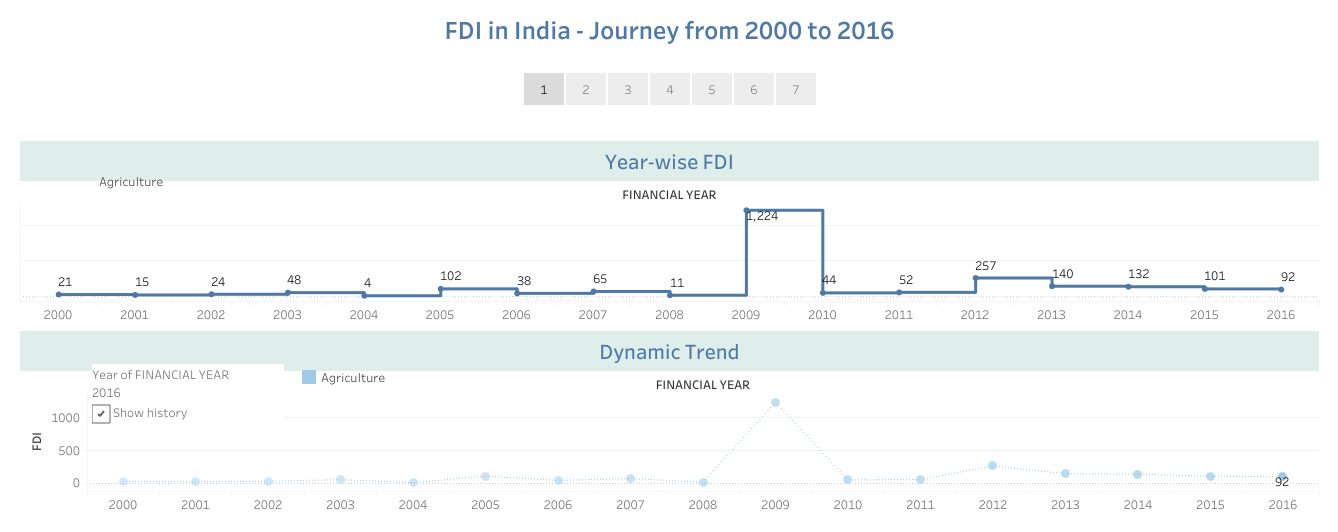 FDI in India - Journey from 2000 to 2016
1 2 3 4 5 6 7
Year-wise FDI
Agriculture
FINANCIAL YEAR
21 15 24 48 4 102 38 65 11 1,224 44 52 257 140 132 101 92
2000 2001 2002 2003 2004 2005 2006 2007 2008 2009 2010 2011 2012 2013 2014 2015 2016
Dynamic Trend
Year of FINANCIAL YEAR
2016
Show history
Agriculture
FINANCIAL YEAR
FDI
1000
500
0
92
2000 2001 2002 2003 2004 2005 2006 2007 2008 2009 2010 2011 2012 2013 2014 2015 2016